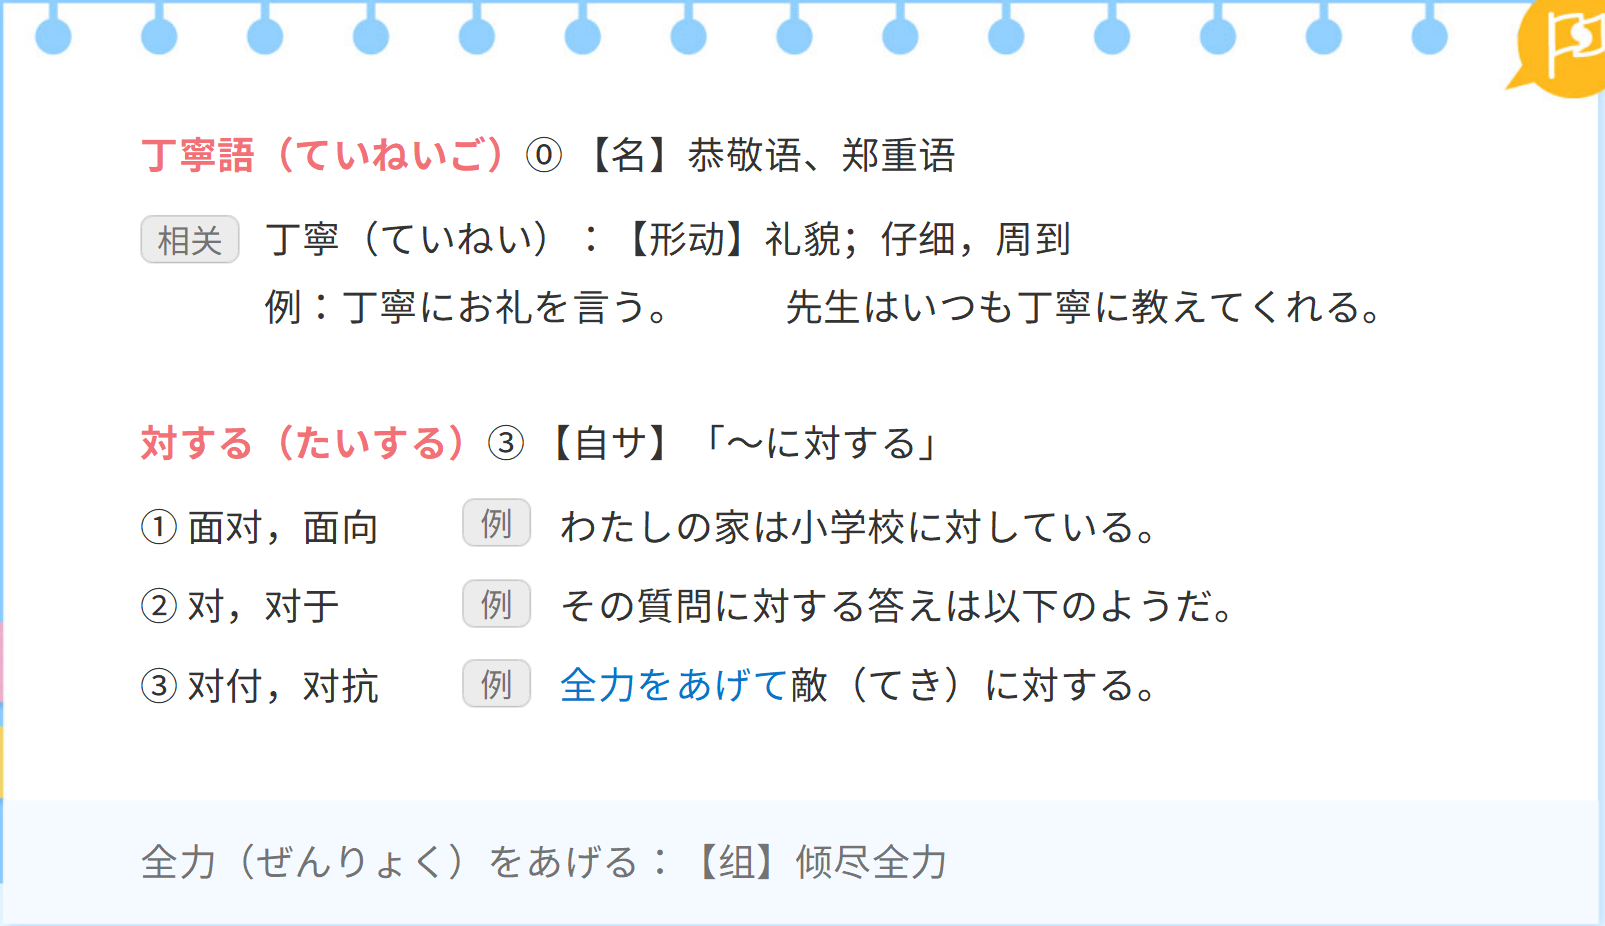 丁寧語（ていねいご）⓪ 【名】恭敬语、郑重语
相关 丁寧（ていねい）：【形动】礼貌；仔细，周到
例：丁寧にお礼を言う。 先生はいつも丁寧に教えてくれる。
対する（たいする）③ 【自サ】「～に対する」
① 面对，面向 例 わたしの家は小学校に対している。
② 对，对于 例 その質問に対する答えは以下のようだ。
③ 对付，对抗 例 全力をあげて敵（てき）に対する。
全力（ぜんりょく）をあげる：【组】倾尽全力